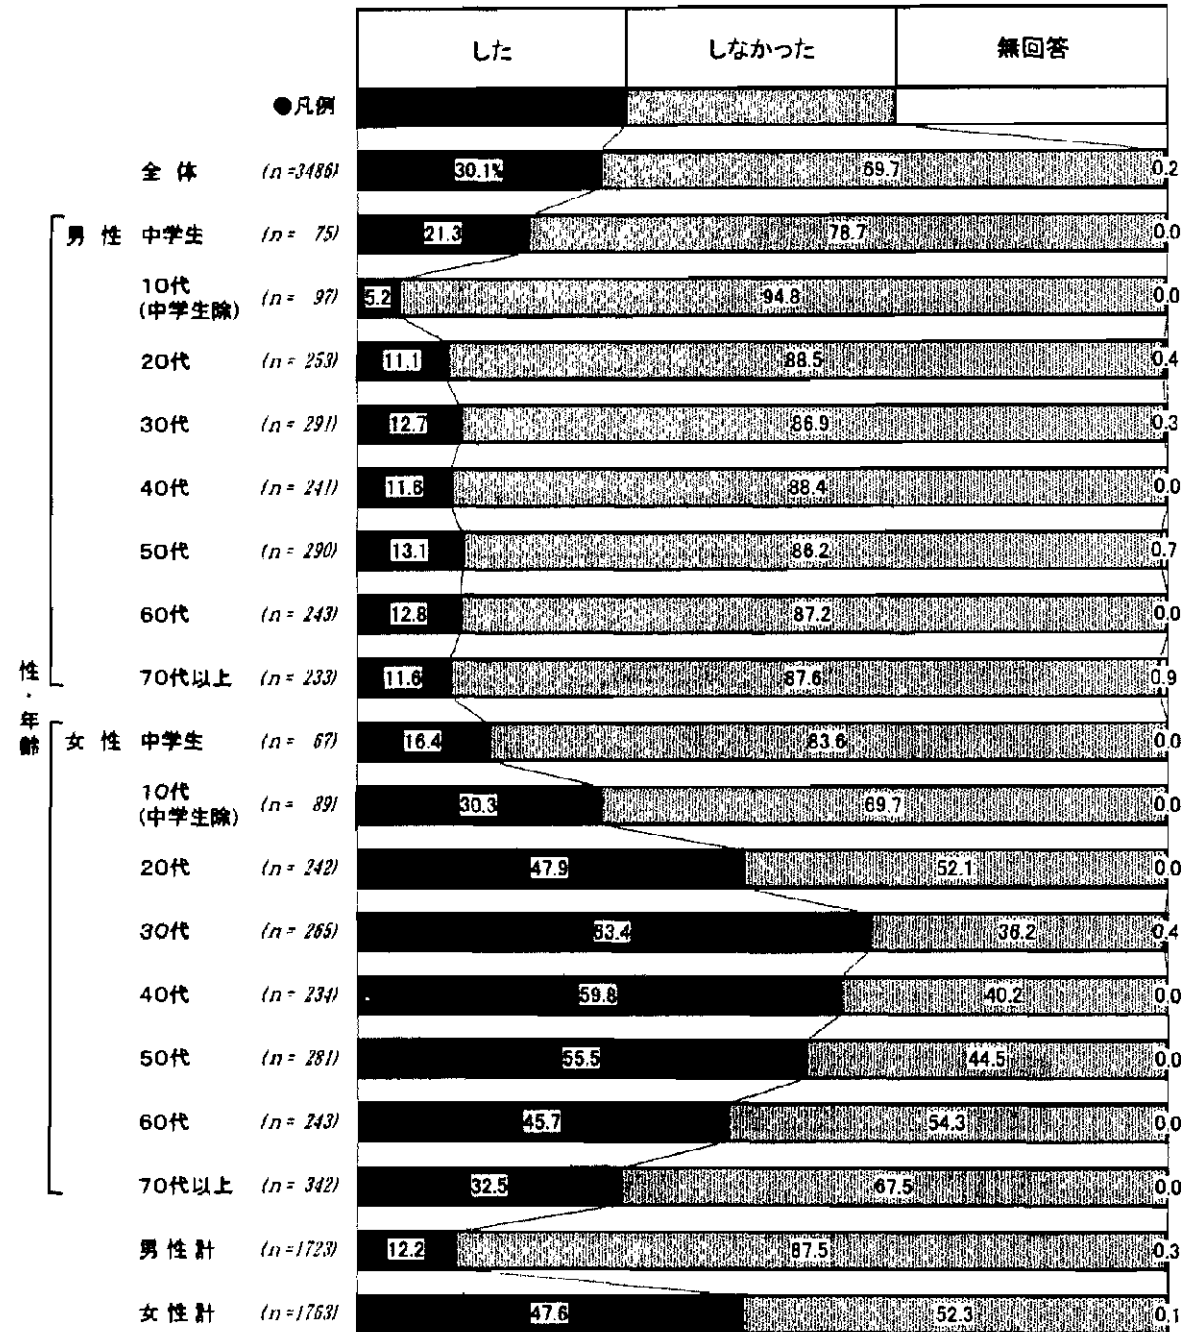 した しなかった 無回答
●凡例
全体 (n=3486) 30.1% 69.7 0.2
男性 中学生 (n= 75) 21.3 78.7 0.0
10代
(中学生除) (n= 97) 5.2 94.8 0.0
20代 (n= 253) 11.1 88.5 0.4
30代 (n= 291) 12.7 86.9 0.3
40代 (n= 241) 11.6 88.4 0.0
50代 (n= 290) 13.1 86.2 0.7
60代 (n= 243) 12.8 87.2 0.0
70代以上 (n= 233) 11.6 87.6 0.9
性・年齢
女性 中学生 (n= 67) 16.4 83.6 0.0
10代
(中学生除) (n= 89) 30.3 69.7 0.0
20代 (n= 242) 47.9 52.1 0.0
30代 (n= 265) 63.4 36.2 0.4
40代 (n= 234) 59.8 40.2 0.0
50代 (n= 281) 55.5 44.5 0.0
60代 (n= 243) 45.7 54.3 0.0
70代以上 (n= 342) 32.5 67.5 0.0
男性計 (n=1723) 12.2 87.5 0.3
女性計 (n=1763) 47.6 52.3 0.1